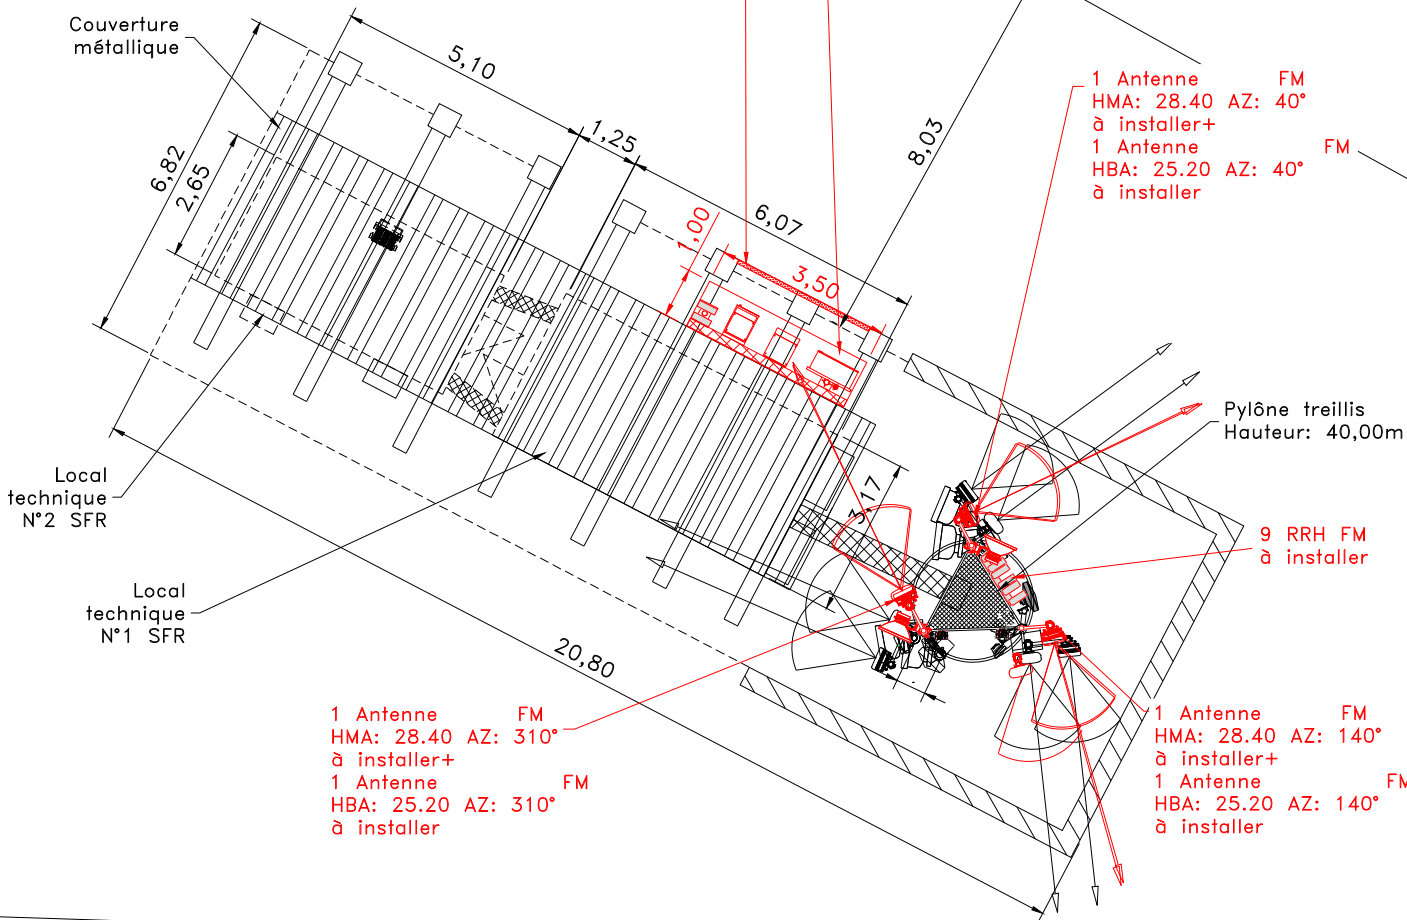 Couverture
métallique
5,10
1,25
6,82
2,65
8,03
6,07
1,00
3,50
1 Antenne FM
HMA: 28.40 AZ: 40°
à installer+
1 Antenne FM
HBA: 25.20 AZ: 40°
à installer
Pylône treillis
Hauteur: 40,00m
Local
technique
N°2 SFR
3,17
9 RRH FM
à installer
Local
technique
N°1 SFR
20,80
1 Antenne FM
HMA: 28.40 AZ: 310°
à installer+
1 Antenne FM
HBA: 25.20 AZ: 310°
à installer
1 Antenne FM
HMA: 28.40 AZ: 140°
à installer+
1 Antenne FM
HBA: 25.20 AZ: 140°
à installer